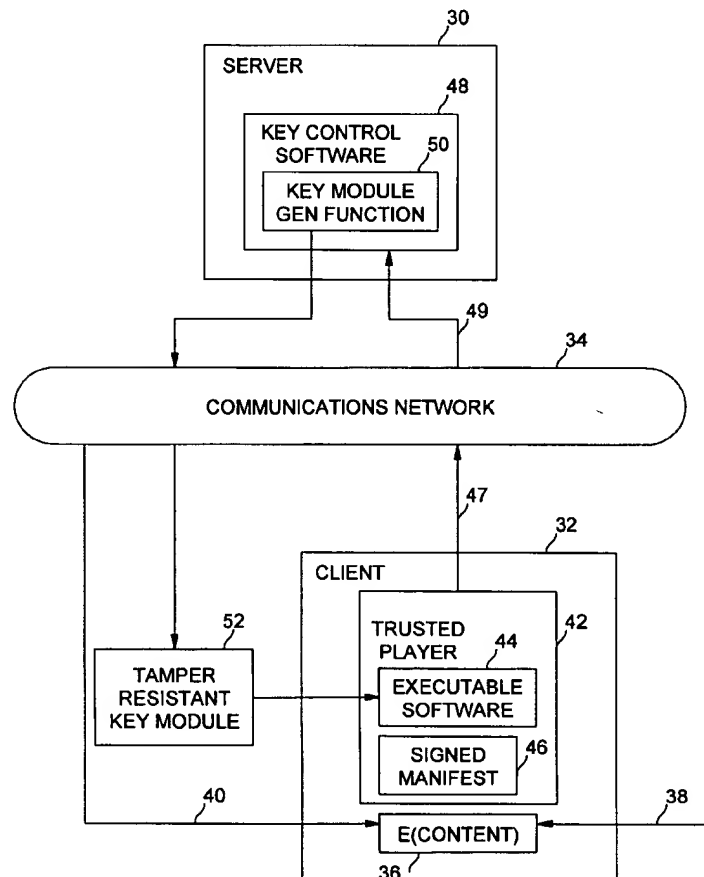 30
SERVER
48
KEY CONTROL
SOFTWARE
50
KEY MODULE
GEN FUNCTION
49
34
COMMUNICATIONS NETWORK
47
32
CLIENT
42
TRUSTED
PLAYER
44
EXECUTABLE
SOFTWARE
52
TAMPER
RESISTANT
KEY MODULE
SIGNED
MANIFEST
46
40
E(CONTENT)
38
36